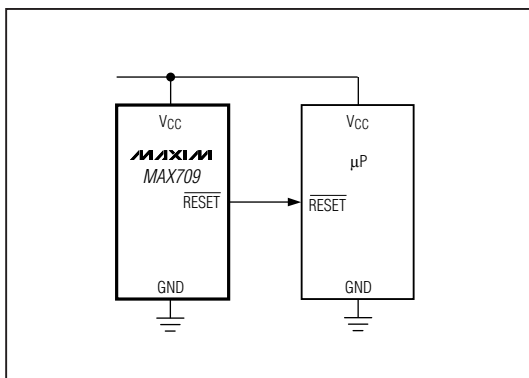 VCC
MAXIM
MAX709
RESET
GND
VCC
μP
RESET
GND